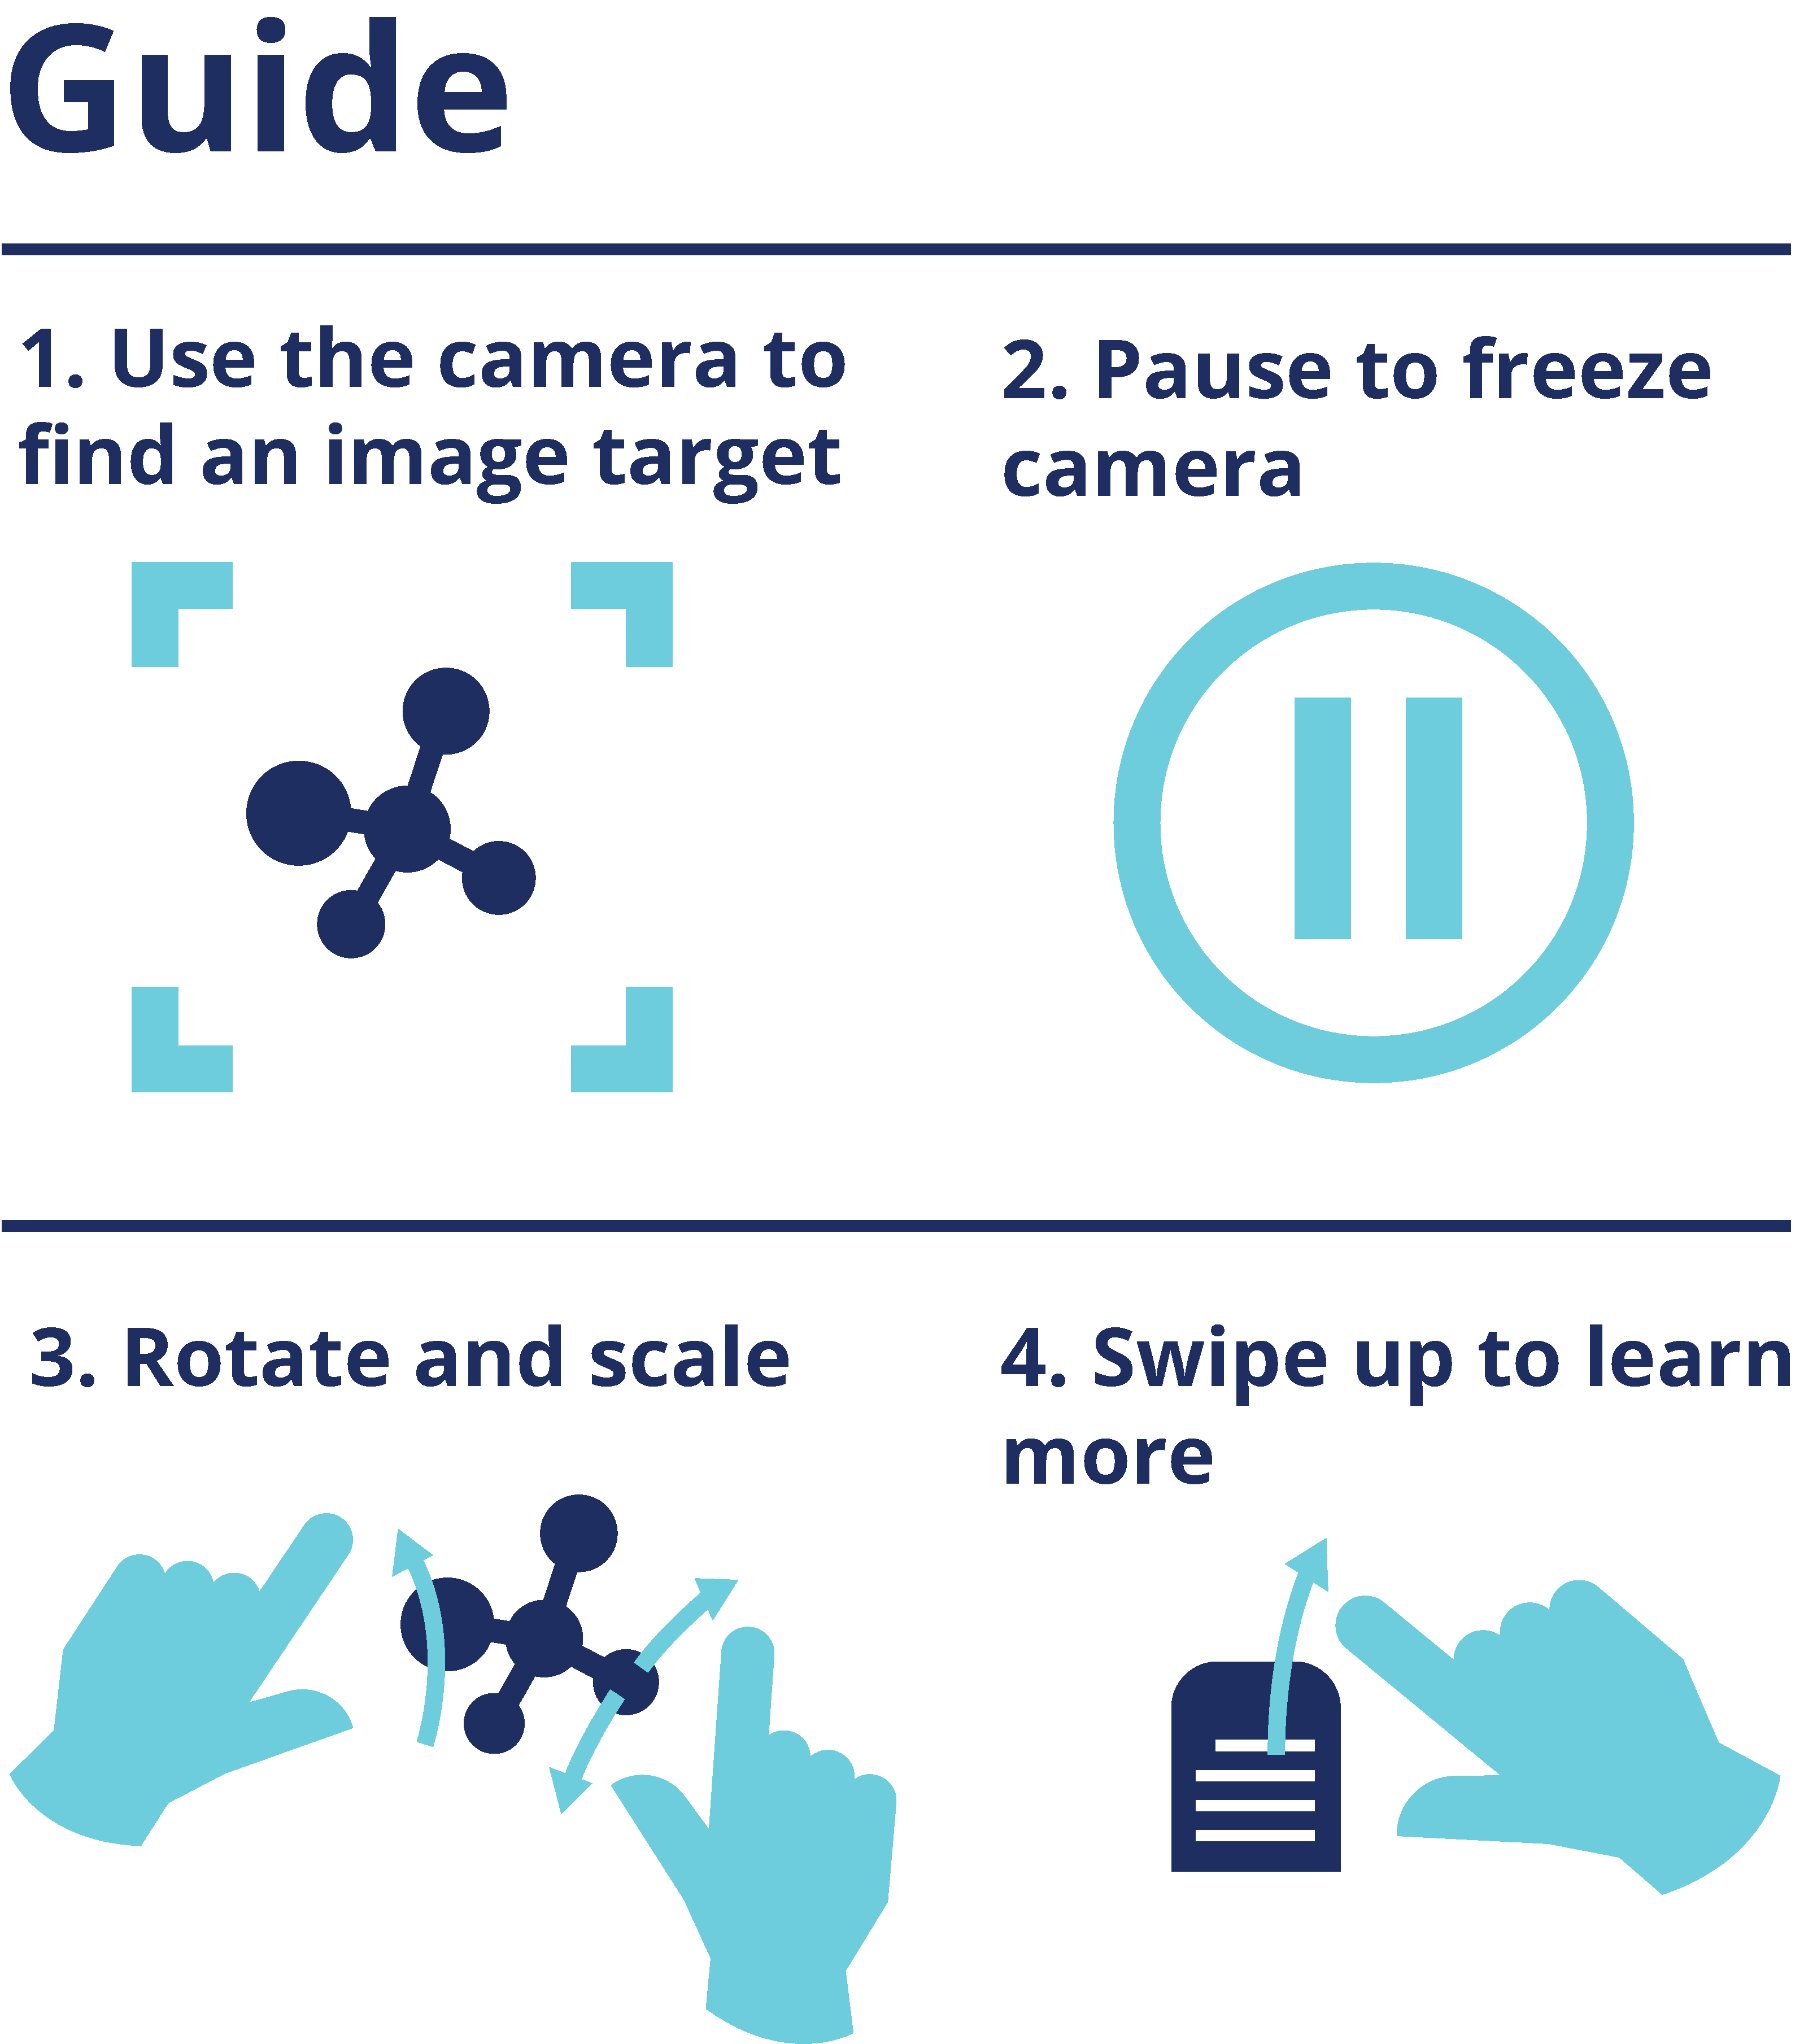 Guide
1. Use the camera to
find an image target
2. Pause to freeze
camera
3. Rotate and scale
4. Swipe up to learn
more